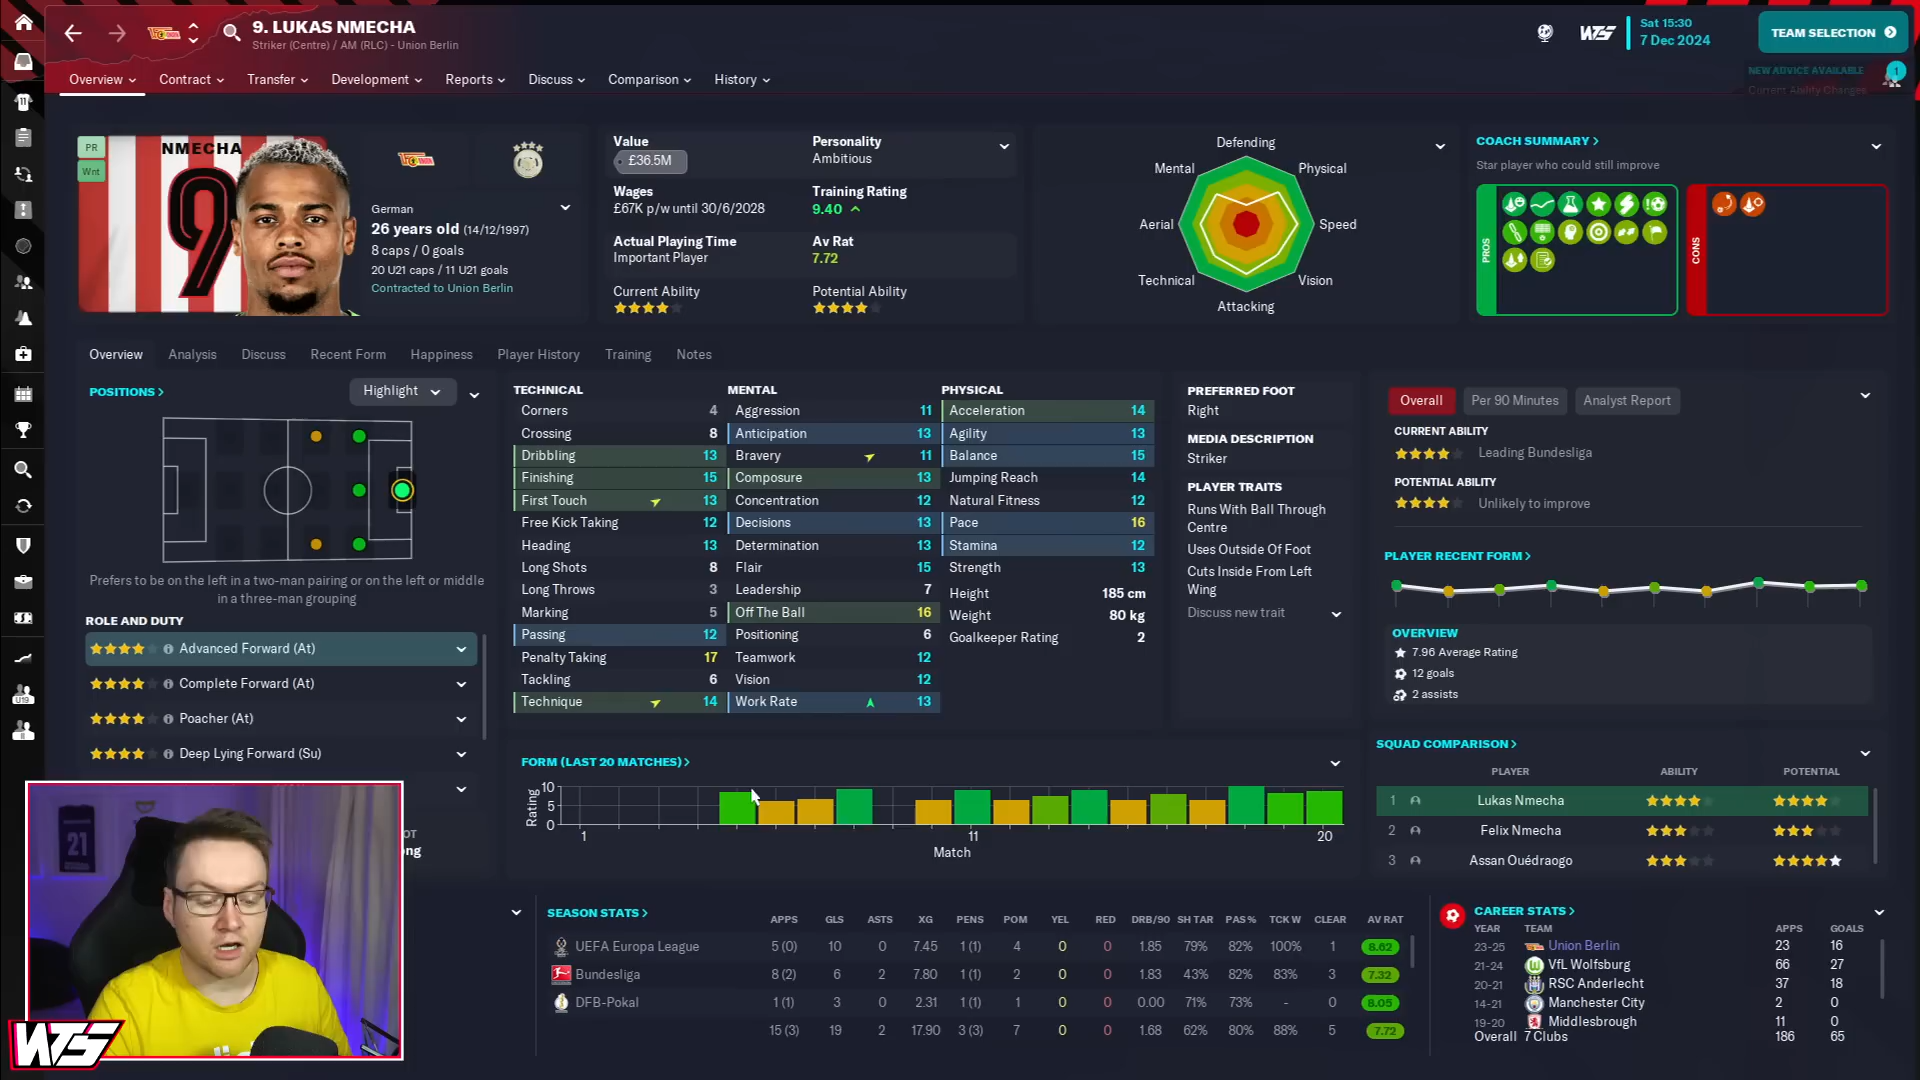 9. LUKAS NMECHA
Striker (Centre) / AM (RLC) - Union Berlin
WTS
Sat 15:30
7 Dec 2024
TEAM SELECTION
Overview Contract Transfer Development Reports Discuss Comparison History
NEW ADVICE AVAILABLE
Current Ability Changes
1
PR
Wnt
NMECHA
9
German
26 years old (14/12/1997)
8 caps / 0 goals
20 U21 caps / 11 U21 goals
Contracted to Union Berlin
Value
£36.5M
Personality
Ambitious
Wages
£67K p/w until 30/6/2028
Training Rating
9.40
Actual Playing Time
Important Player
Av Rat
7.72
Current Ability
Potential Ability
Defending
Mental Physical
Aerial Speed
Technical Vision
Attacking
COACH SUMMARY >
Star player who could still improve
PROS
CONS
Overview Analysis Discuss Recent Form Happiness Player History Training Notes
POSITIONS >
Highlight
Prefers to be on the left in a two-man pairing or on the left or middle
in a three-man grouping
ROLE AND DUTY
Advanced Forward (At)
Complete Forward (At)
Poacher (At)
Deep Lying Forward (Su)
TECHNICAL
Corners 4
Crossing 8
Dribbling 13
Finishing 15
First Touch 13
Free Kick Taking 12
Heading 13
Long Shots 8
Long Throws 3
Marking 5
Passing 12
Penalty Taking 17
Tackling 6
Technique 14
MENTAL
Aggression 11
Anticipation 13
Bravery 11
Composure 13
Concentration 12
Decisions 13
Determination 13
Flair 15
Leadership 7
Off The Ball 16
Positioning 6
Teamwork 12
Vision 12
Work Rate 13
PHYSICAL
Acceleration 14
Agility 13
Balance 15
Jumping Reach 14
Natural Fitness 12
Pace 16
Stamina 12
Strength 13
Height 185 cm
Weight 80 kg
Goalkeeper Rating 2
PREFERRED FOOT
Right
MEDIA DESCRIPTION
Striker
PLAYER TRAITS
Runs With Ball Through
Centre
Uses Outside Of Foot
Cuts Inside From Left
Wing
Discuss new trait
Overall Per 90 Minutes Analyst Report
CURRENT ABILITY
Leading Bundesliga
POTENTIAL ABILITY
Unlikely to improve
PLAYER RECENT FORM >
OVERVIEW
7.96 Average Rating
12 goals
2 assists
FORM (LAST 20 MATCHES) >
Rating
10
5
0
1 11 20
Match
SQUAD COMPARISON >
PLAYER ABILITY POTENTIAL
1 Lukas Nmecha
2 Felix Nmecha
3 Assan Ouédraogo
SEASON STATS > APPS GLS ASTS XG PENS POM YEL RED DRB/90 SH TAR PAS % TCK W CLEAR AV RAT
UEFA Europa League 5 (0) 10 0 7.45 1 (1) 4 0 0 1.85 79% 82% 100% 1 8.62
Bundesliga 8 (2) 6 2 7.80 1 (1) 2 0 0 1.83 43% 82% 83% 3 7.32
DFB-Pokal 1 (1) 3 0 2.31 1 (1) 1 0 0 0.00 71% 73% - 0 8.05
15 (3) 19 2 17.90 3 (3) 7 0 0 1.68 62% 80% 88% 5 7.72
CAREER STATS >
YEAR TEAM APPS GOALS
23-25 Union Berlin 23 16
21-24 VfL Wolfsburg 66 27
20-21 RSC Anderlecht 37 18
14-21 Manchester City 2 0
19-20 Middlesbrough 11 0
Overall 7 Clubs 186 65
21
WTS
U19